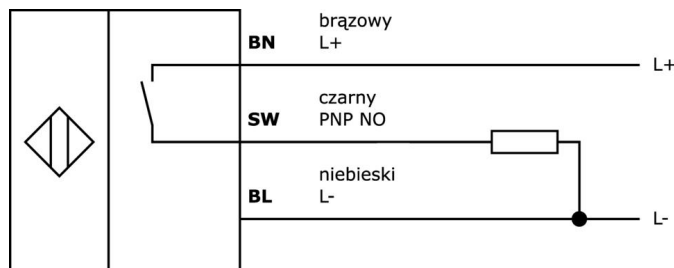 brązowy
BN L+
L+
czarny
SW PNP NO
niebieski
BL L-
L-